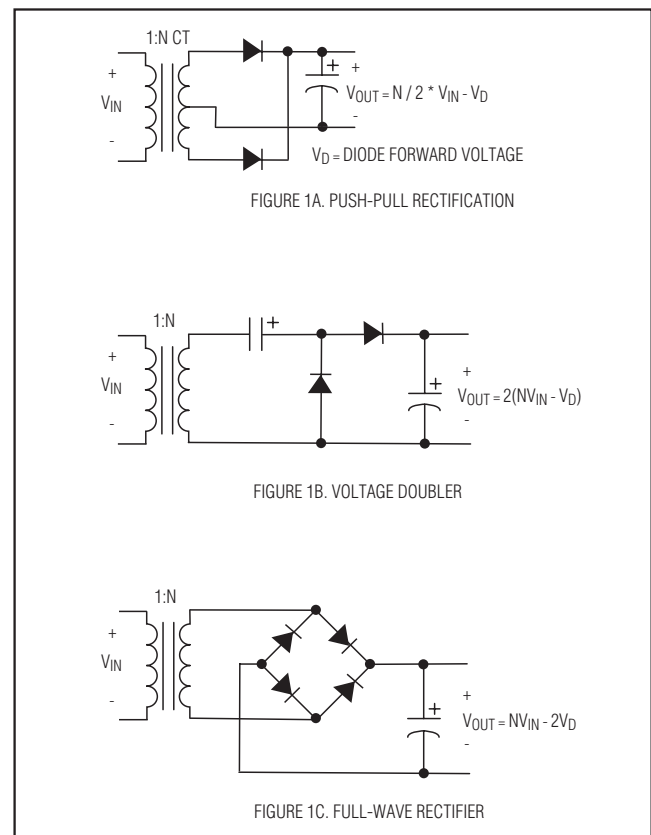 1:N CT
+
VIN
-
+
+
VOUT = N / 2 * VIN - VD
-
VD = DIODE FORWARD VOLTAGE
FIGURE 1A. PUSH-PULL RECTIFICATION
1:N
+
VIN
-
+
+
+
VOUT = 2(NVIN - VD)
-
FIGURE 1B. VOLTAGE DOUBLER
1:N
+
VIN
-
+
+
VOUT = NVIN - 2VD
-
FIGURE 1C. FULL-WAVE RECTIFIER